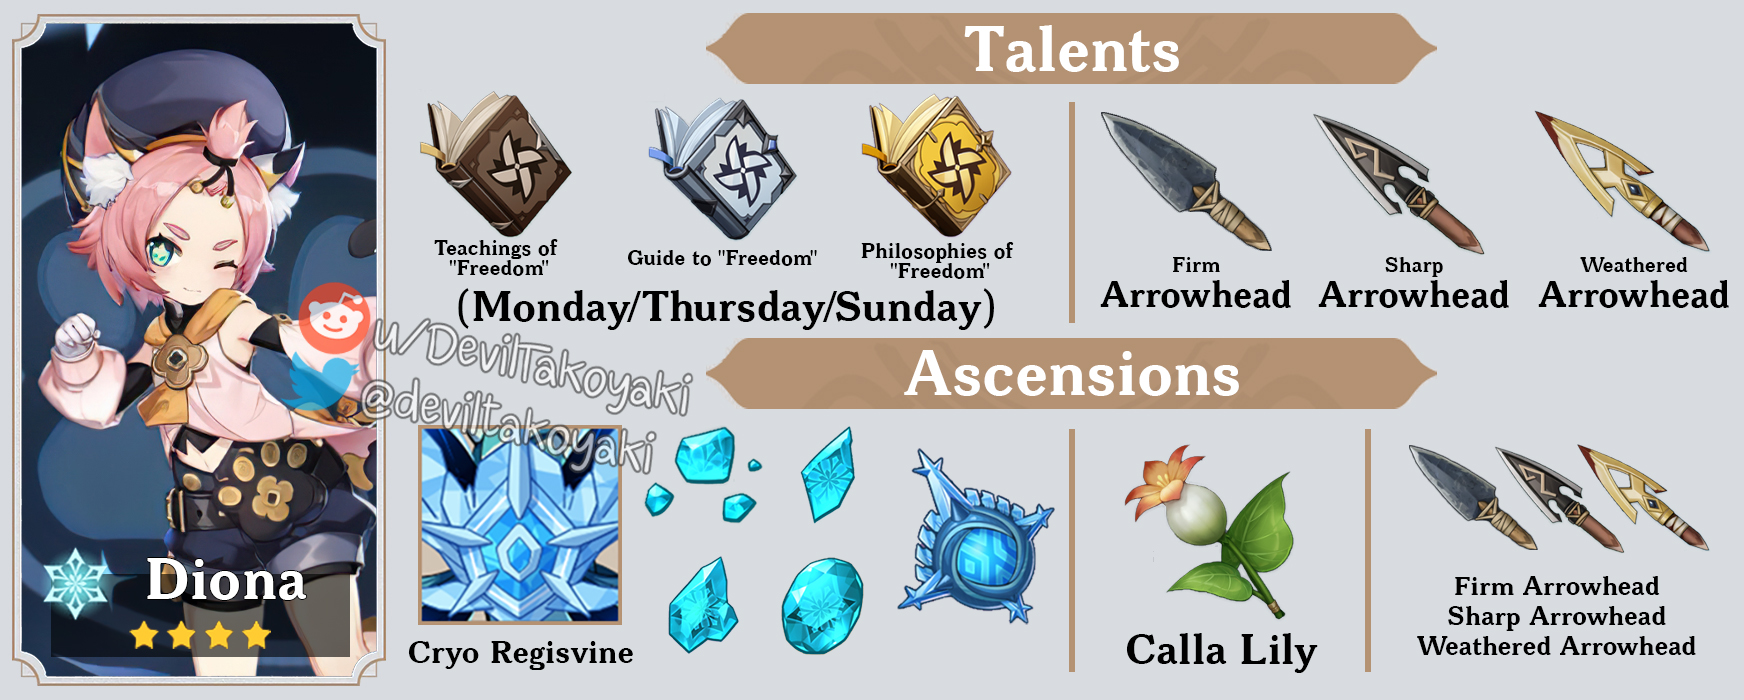 Talents
Teachings of
"Freedom"
Guide to "Freedom"
Philosophies of
"Freedom"
(Monday/Thursday/Sunday)
Firm
Arrowhead
Sharp
Arrowhead
Weathered
Arrowhead
u/DevilTakoyaki
@deviltakoyaki
Ascensions
Diona
Cryo Regisvine
Calla Lily
Firm Arrowhead
Sharp Arrowhead
Weathered Arrowhead